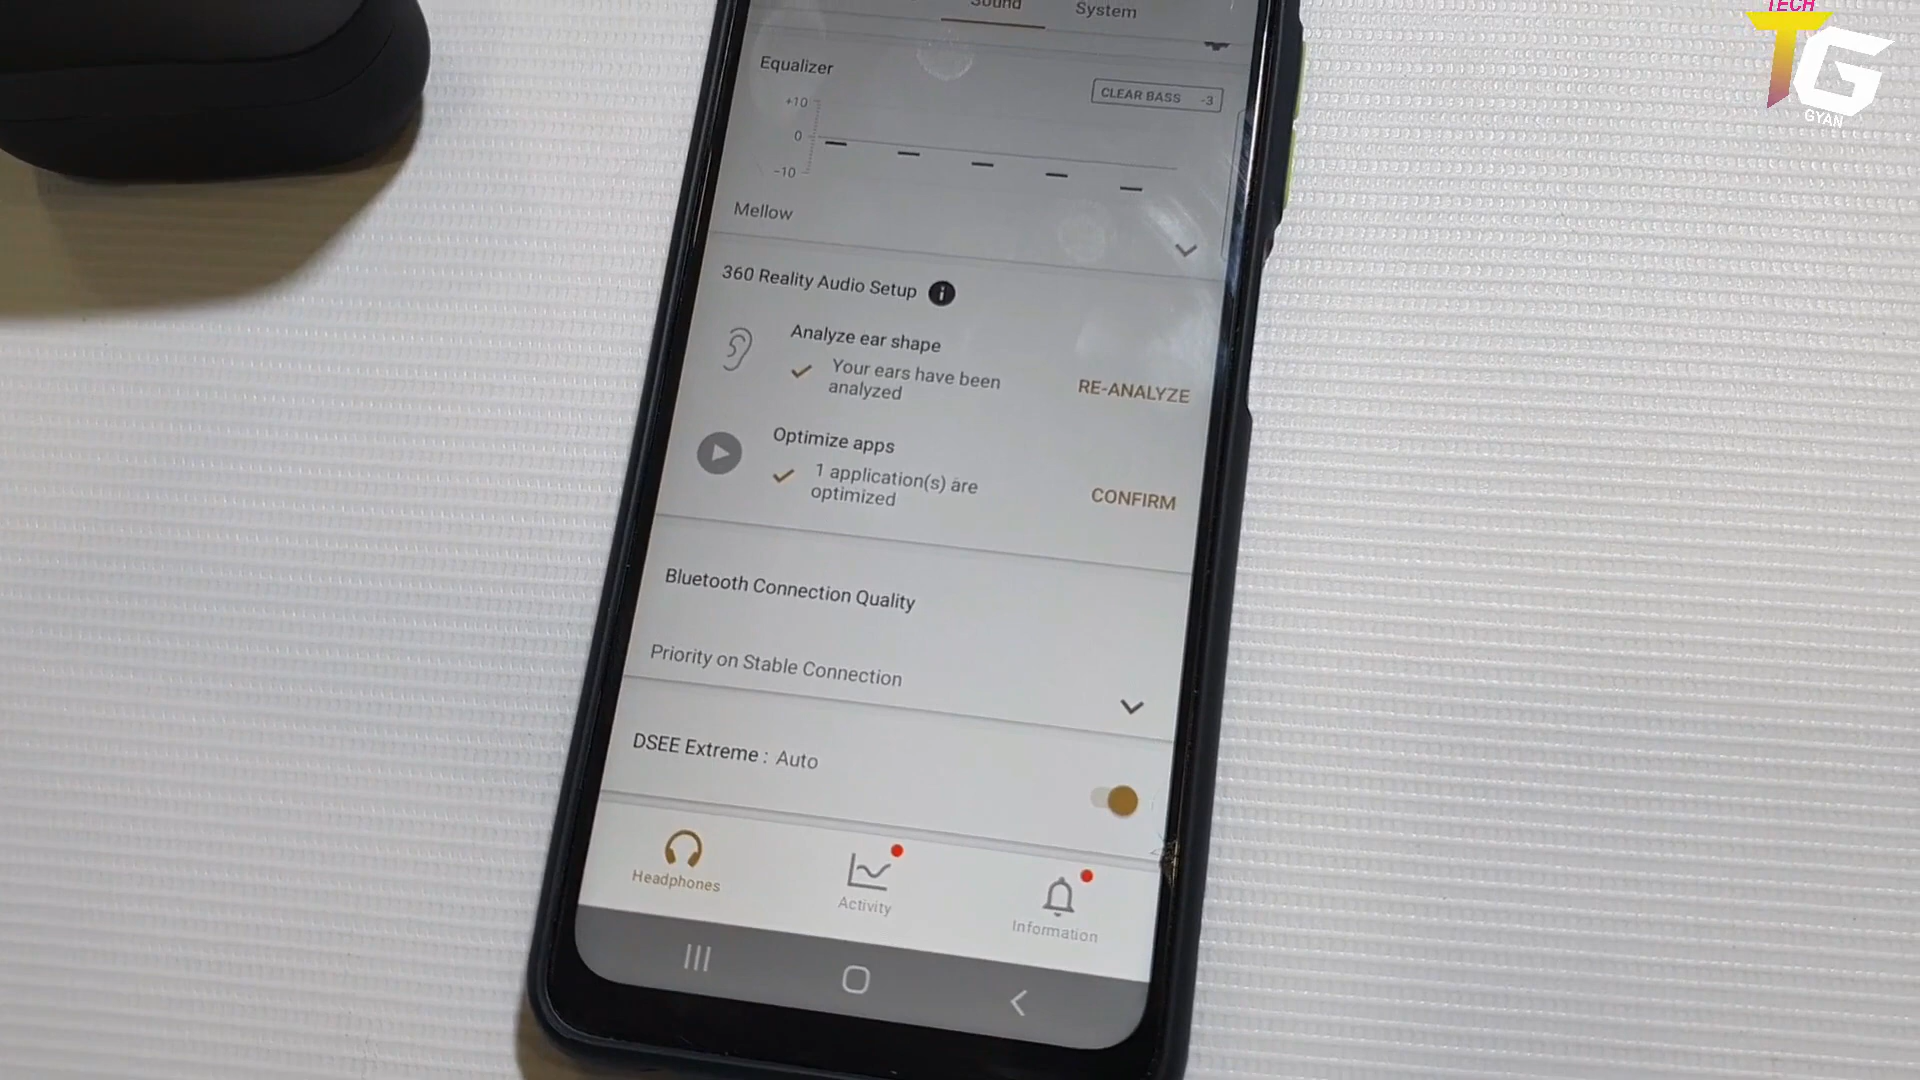 Sound
System
TECH
TG
GYAN
Equalizer
CLEAR BASS -3
+10
0
-10
Mellow
360 Reality Audio Setup
i
Analyze ear shape
Your ears have been
analyzed
RE-ANALYZE
Optimize apps
1 application(s) are
optimized
CONFIRM
Bluetooth Connection Quality
Priority on Stable Connection
DSEE Extreme : Auto
Headphones
Activity
Information